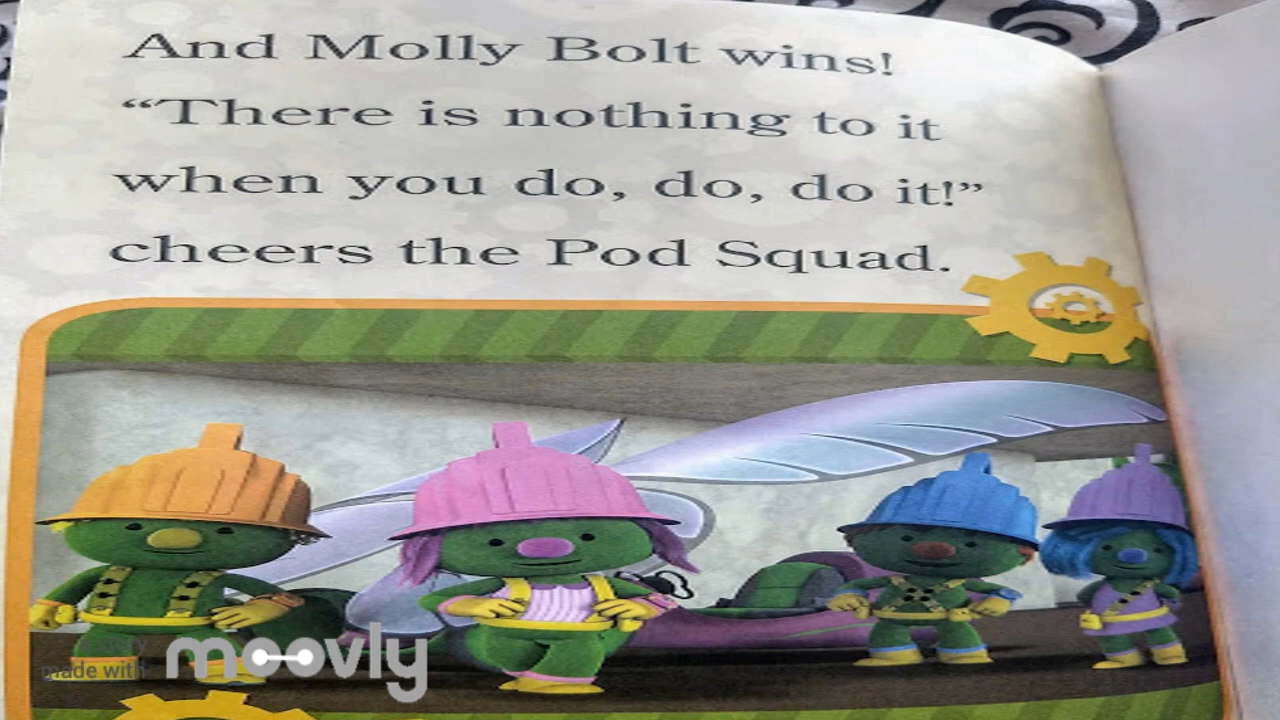 And Molly Bolt wins!
“There is nothing to it
when you do, do, do it!”
cheers the Pod Squad.
made with moovly